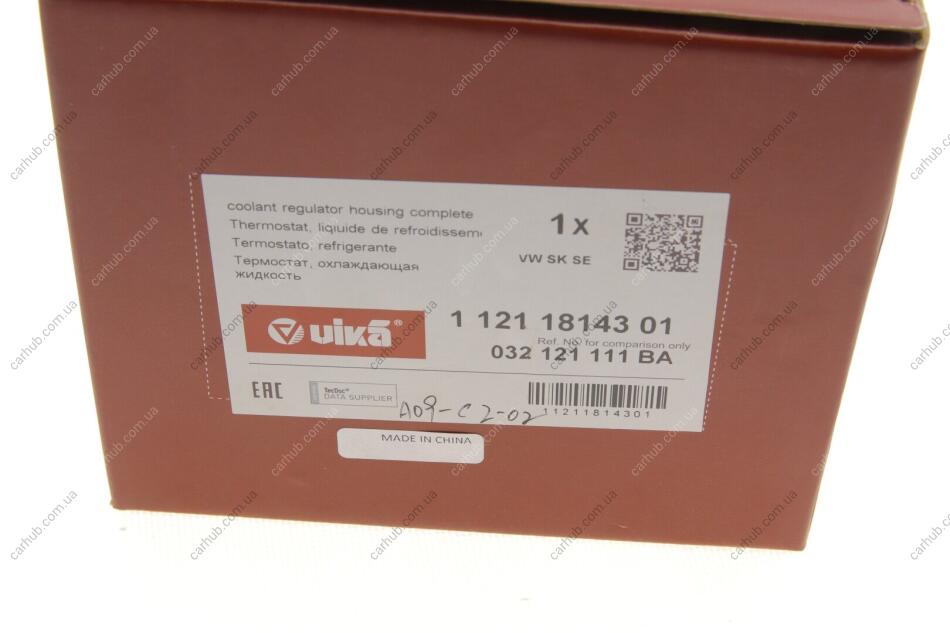 coolant regulator housing complete
Thermostat, liquide de refroidisseme
Termostato, refrigerante
Термостат, охлаждающая
жидкость
1 x
VW SK SE
vika®
1 121 18143 01
Ref. NO for comparison only
032 121 111 BA
EAC
TecDoc®
DATA SUPPLIER
A09-C2-02
11211814301
MADE IN CHINA
carhub.com.ua